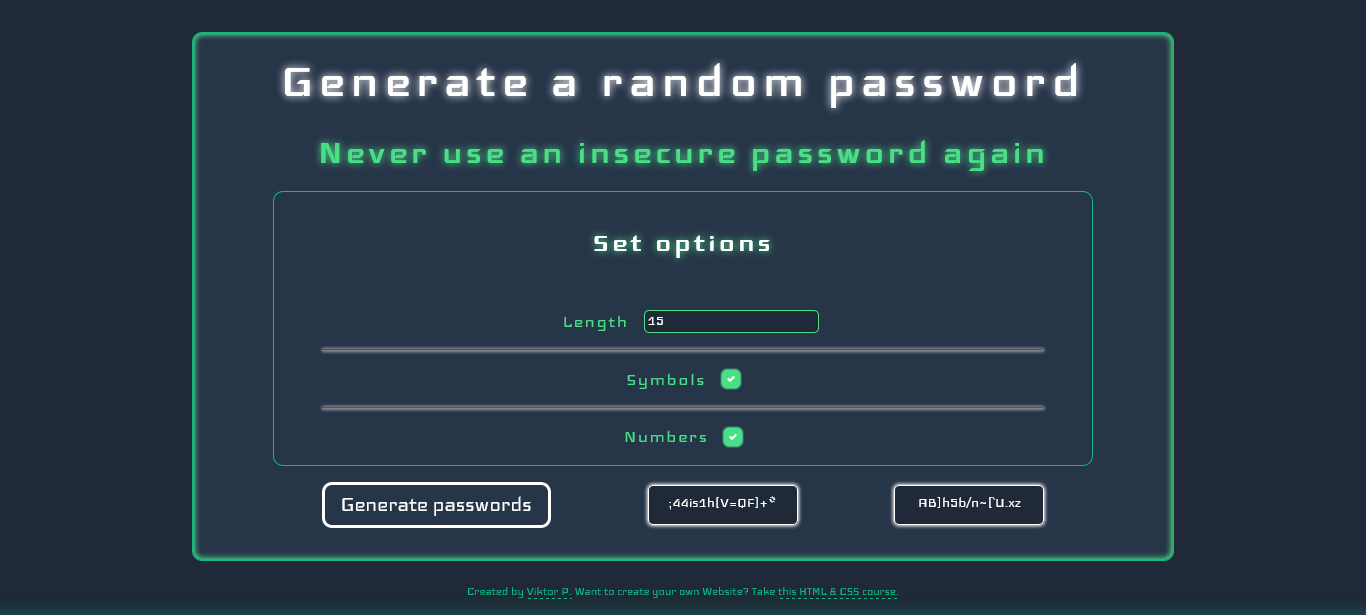 Generate a random password
Never use an insecure password again
Set options
Length 15
Symbols
Numbers
Generate passwords
;44is1h[V=QF]+
AB]h5b/n~[U.xz
Created by Viktor P. Want to create your own Website? Take this HTML & CSS course.